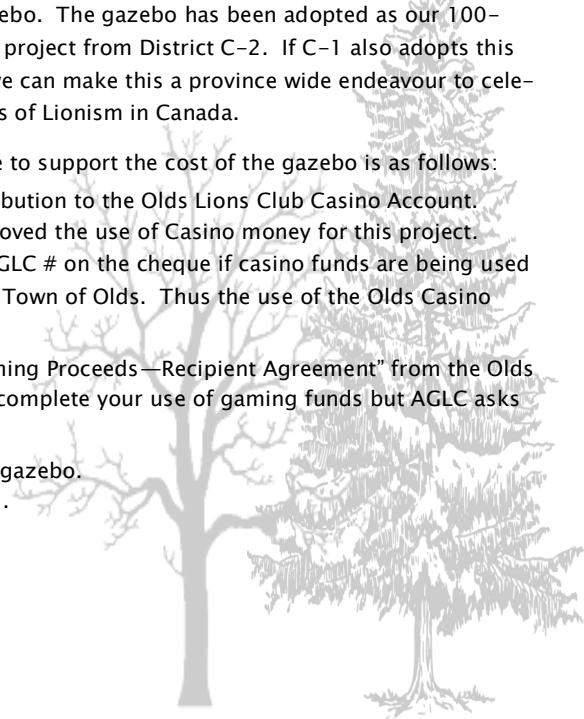 ebo. The gazebo has been adopted as our 100-
project from District C-2. If C-1 also adopts this
e can make this a province wide endeavour to cele-
s of Lionism in Canada.
e to support the cost of the gazebo is as follows:
bution to the Olds Lions Club Casino Account.
oved the use of Casino money for this project.
GLC # on the cheque if casino funds are being used
Town of Olds. Thus the use of the Olds Casino
ning Proceeds—Recipient Agreement” from the Olds
complete your use of gaming funds but AGLC asks
gazebo.
.